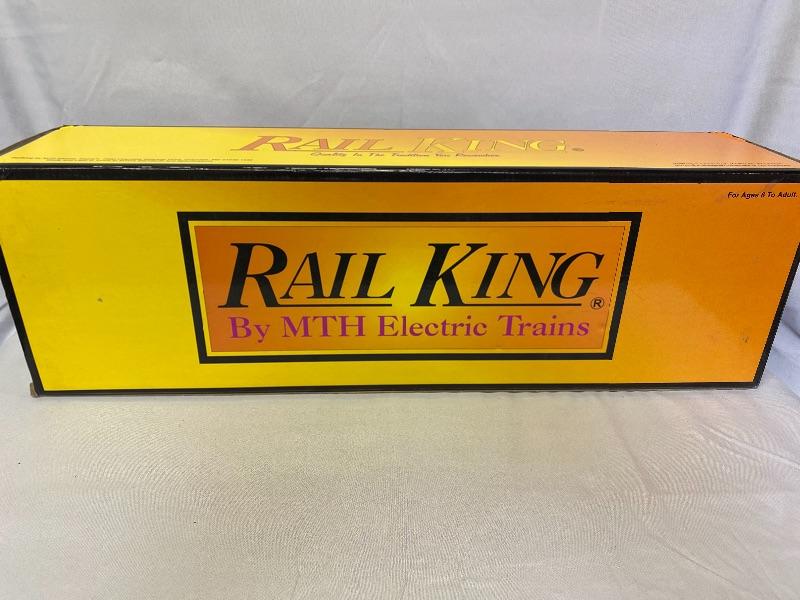 RAIL KING®
Quality In The Tradition You Remember
For Ages 8 To Adult.
RAIL KING®
By MTH Electric Trains